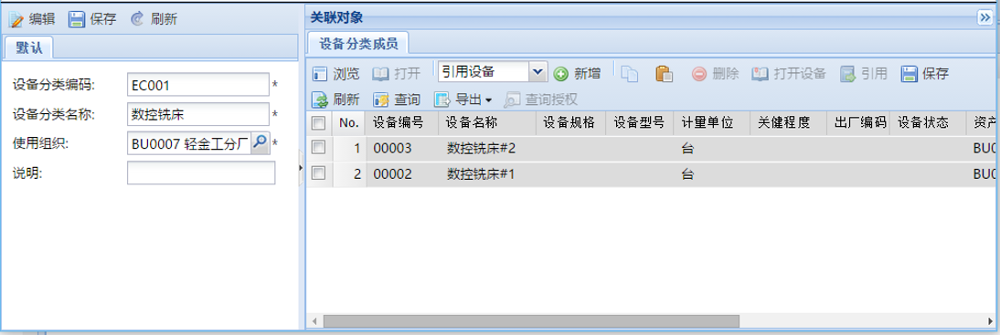 编辑 保存 刷新
默认
设备分类编码: EC001 *
设备分类名称: 数控铣床 *
使用组织: BU0007 轻金工分厂 *
说明:
关联对象
设备分类成员
浏览 打开 引用设备 新增 删除 打开设备 引用 保存
刷新 查询 导出 查询授权
No. 设备编号 设备名称 设备规格 设备型号 计量单位 关健程度 出厂编码 设备状态 资产
1 00003 数控铣床#2 台 BU0
2 00002 数控铣床#1 台 BU0